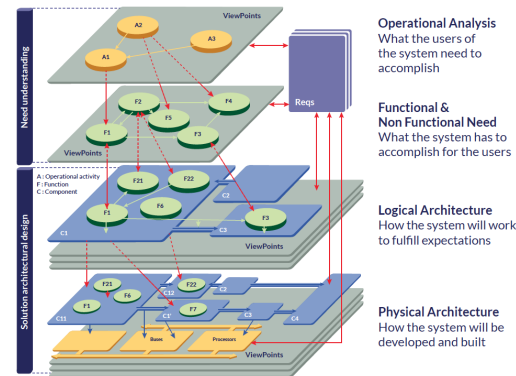 Need understanding
Solution architectural design
ViewPoints
A2
A3
A1
Operational Analysis
What the users of
the system need to
accomplish
Reqs
F2
F4
F5
F1
F3
ViewPoints
Functional &
Non Functional Need
What the system has to
accomplish for the users
A : Operational activity
F : Function
C : Component
F21
F22
C2
F1
F6
F3
C1
C3
ViewPoints
Logical Architecture
How the system will work
to fulfill expectations
F21
F6
F1
C12
F22
C2
C11
C1'
F7
C3
C4
Buses
Processors
ViewPoints
Physical Architecture
How the system will be
developed and built